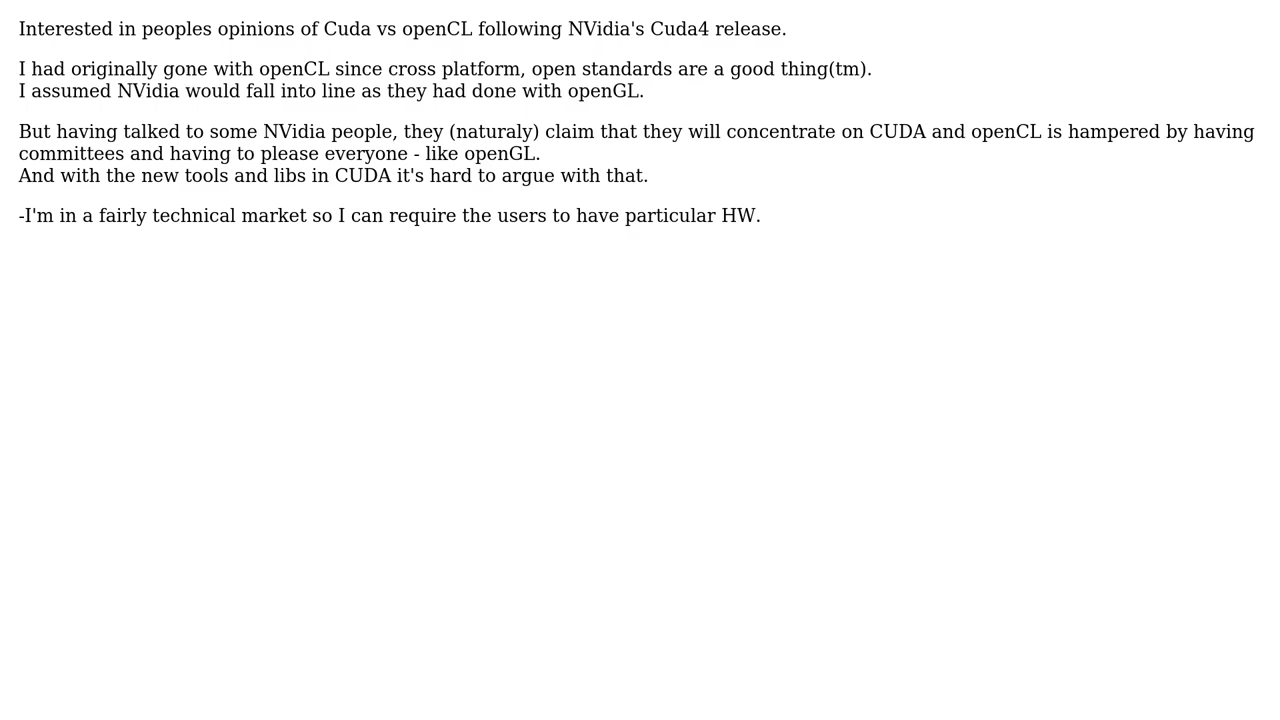 Interested in peoples opinions of Cuda vs openCL following NVidia's Cuda4 release.
I had originally gone with openCL since cross platform, open standards are a good thing(tm).
I assumed NVidia would fall into line as they had done with openGL.
But having talked to some NVidia people, they (naturaly) claim that they will concentrate on CUDA and openCL is hampered by having
committees and having to please everyone - like openGL.
And with the new tools and libs in CUDA it's hard to argue with that.
-I'm in a fairly technical market so I can require the users to have particular HW.